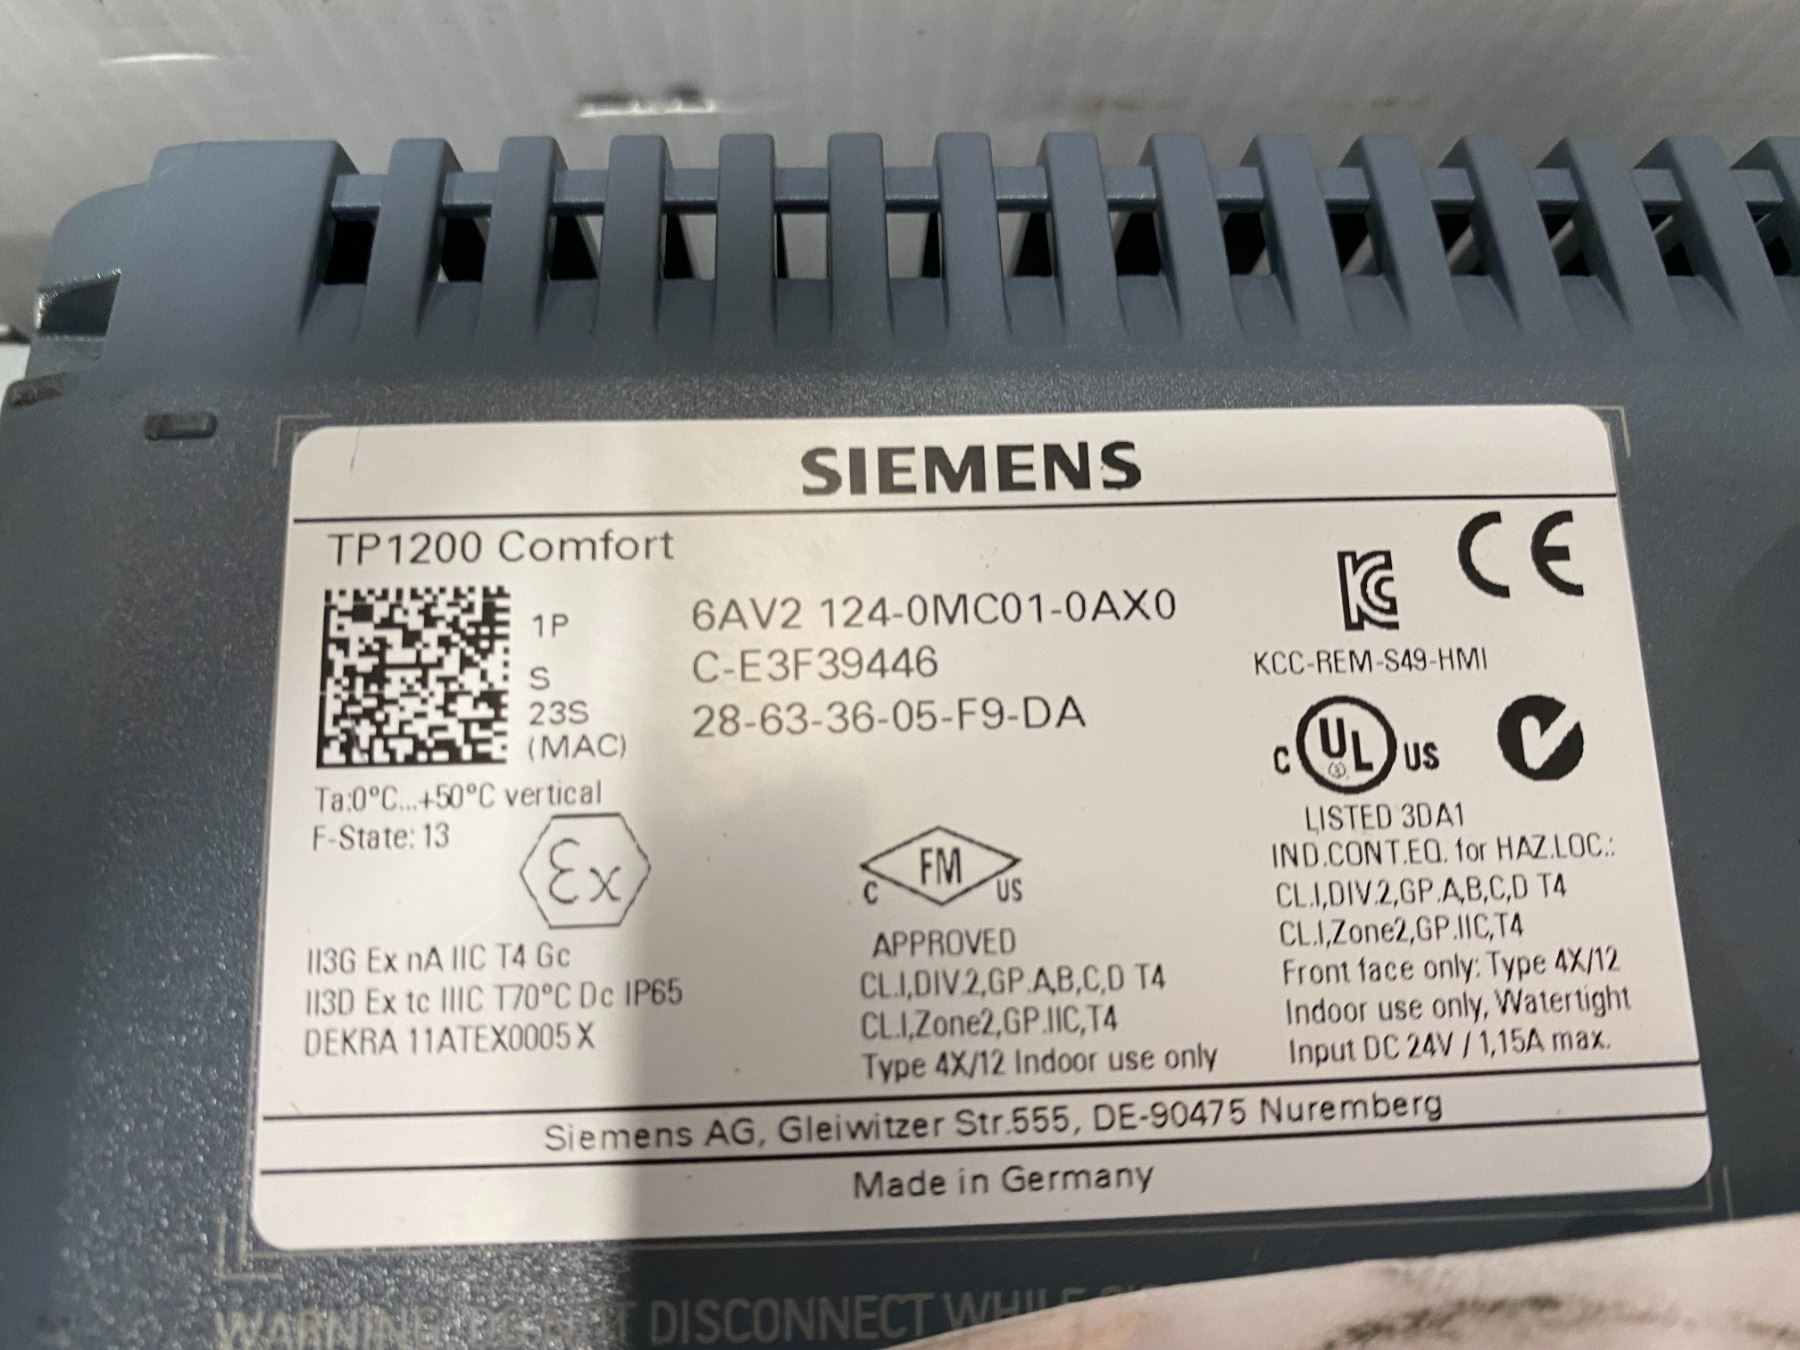 SIEMENS
TP1200 Comfort
1P 6AV2 124-0MC01-0AX0
S C-E3F39446
23S 28-63-36-05-F9-DA
(MAC)
KCC-REM-S49-HMI
Ta:0°C...+50°C vertical
F-State: 13
Ex
II3G Ex nA IIC T4 Gc
II3D Ex tc IIIC T70°C Dc IP65
DEKRA 11ATEX0005 X
C FM US
APPROVED
CL.I,DIV.2,GP.A,B,C,D T4
CL.I,Zone2,GP.IIC,T4
Type 4X/12 Indoor use only
CE
C UL US
LISTED 3DA1
IND.CONT.EQ. for HAZ.LOC.:
CL.I,DIV.2,GP.A,B,C,D T4
CL.I,Zone2,GP.IIC,T4
Front face only: Type 4X/12
Indoor use only, Watertight
Input DC 24V / 1,15A max.
Siemens AG, Gleiwitzer Str.555, DE-90475 Nuremberg
Made in Germany
WARNING DO NOT DISCONNECT WHILE